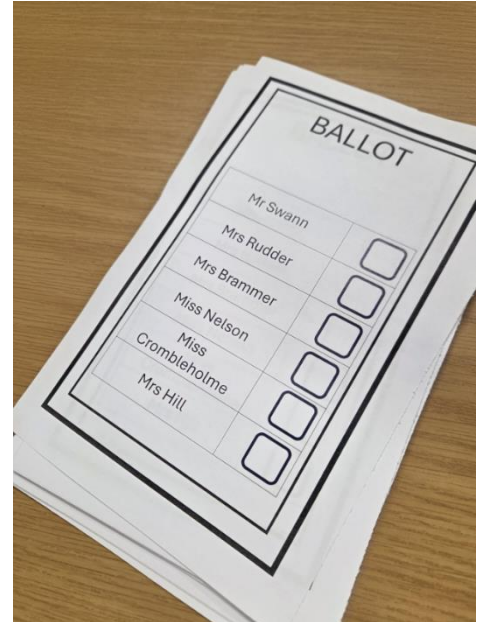 BALLOT
Mr Swann
Mrs Rudder
Mrs Brammer
Miss Nelson
Miss
Crombleholme
Mrs Hill